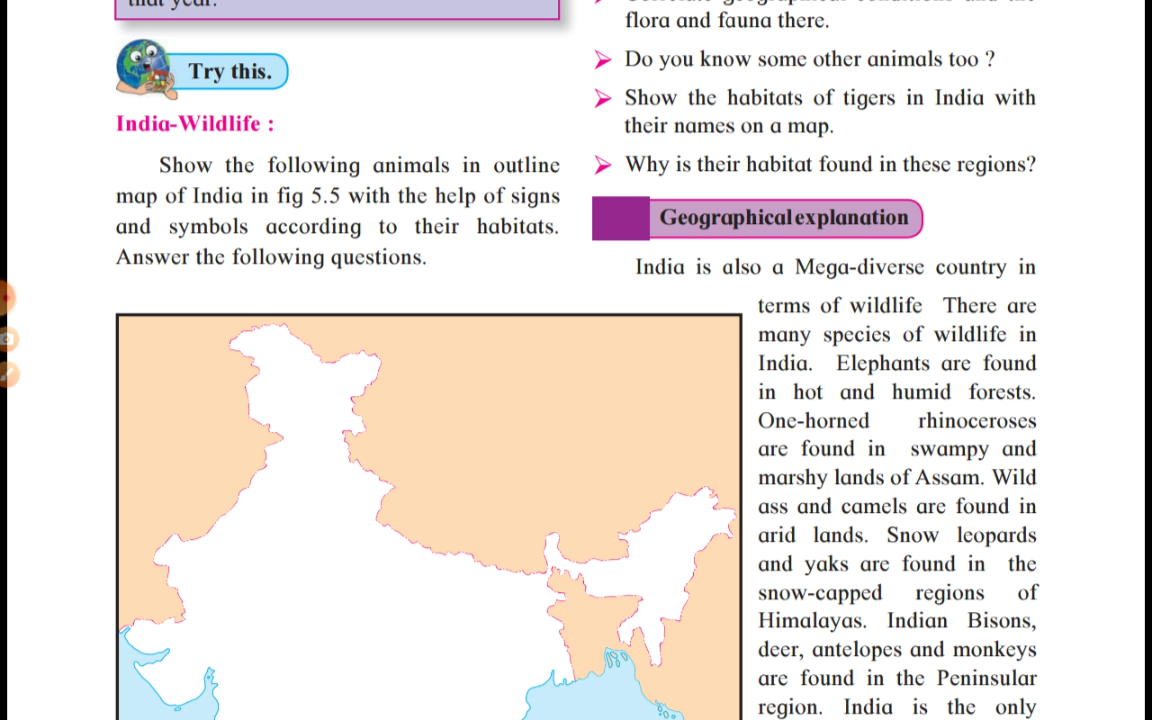 that year.
Try this.
India-Wildlife :
Show the following animals in outline
map of India in fig 5.5 with the help of signs
and symbols according to their habitats.
Answer the following questions.
flora and fauna there.
➤ Do you know some other animals too ?
➤ Show the habitats of tigers in India with
their names on a map.
➤ Why is their habitat found in these regions?
Geographical explanation
India is also a Mega-diverse country in
terms of wildlife There are
many species of wildlife in
India. Elephants are found
in hot and humid forests.
One-horned rhinoceroses
are found in swampy and
marshy lands of Assam. Wild
ass and camels are found in
arid lands. Snow leopards
and yaks are found in the
snow-capped regions of
Himalayas. Indian Bisons,
deer, antelopes and monkeys
are found in the Peninsular
region. India is the only